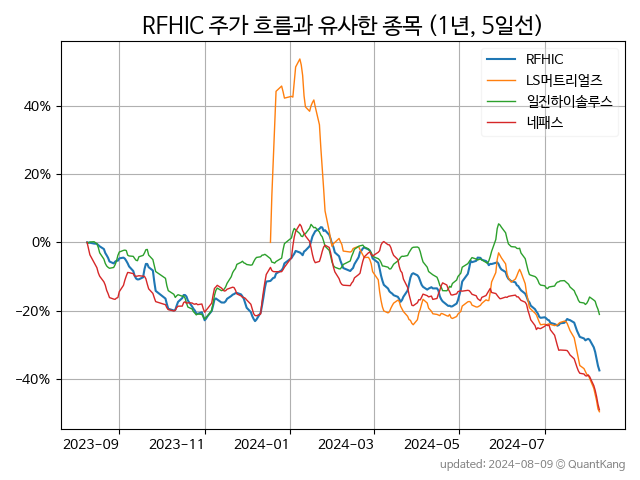 RFHIC 주가 흐름과 유사한 종목 (1년, 5일선)
RFHIC
LS머트리얼즈
일진하이솔루스
네패스
40%
20%
0%
−20%
−40%
2023-09 2023-11 2024-01 2024-03 2024-05 2024-07
updated: 2024-08-09 © QuantKang